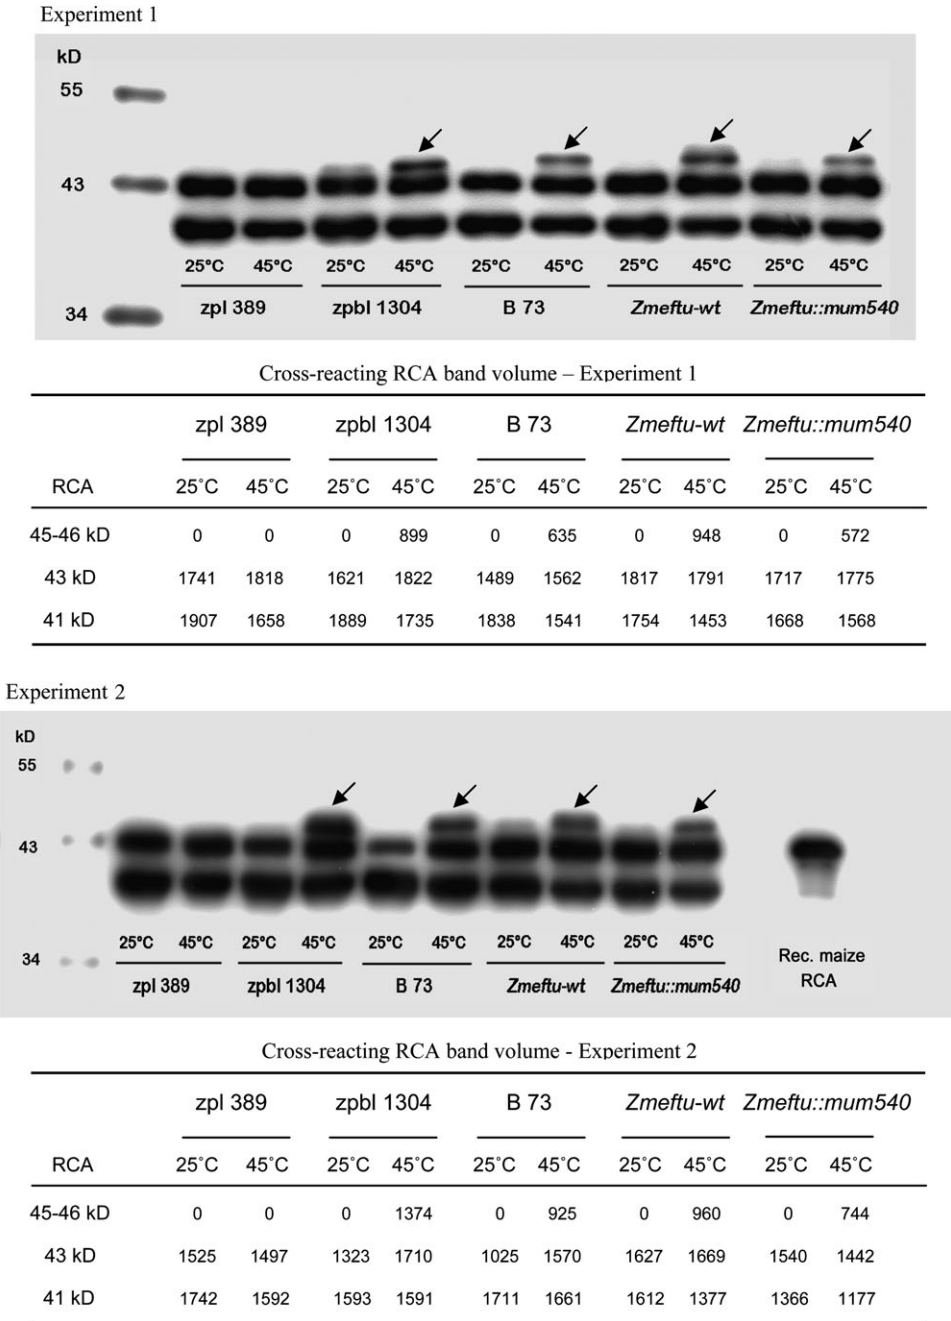 Experiment 1
kD
55
43
34
25°C 45°C 25°C 45°C 25°C 45°C 25°C 45°C 25°C 45°C
zpl 389 zpbl 1304 B 73 Zmeftu-wt Zmeftu::mum540
Cross-reacting RCA band volume – Experiment 1
zpl 389 zpbl 1304 B 73 Zmeftu-wt Zmeftu::mum540
RCA 25˚C 45˚C 25˚C 45˚C 25˚C 45˚C 25˚C 45˚C 25˚C 45˚C
45-46 kD 0 0 0 899 0 635 0 948 0 572
43 kD 1741 1818 1621 1822 1489 1562 1817 1791 1717 1775
41 kD 1907 1658 1889 1735 1838 1541 1754 1453 1668 1568
Experiment 2
kD
55
43
34
25°C 45°C 25°C 45°C 25°C 45°C 25°C 45°C 25°C 45°C
zpl 389 zpbl 1304 B 73 Zmeftu-wt Zmeftu::mum540
Rec. maize
RCA
Cross-reacting RCA band volume - Experiment 2
zpl 389 zpbl 1304 B 73 Zmeftu-wt Zmeftu::mum540
RCA 25˚C 45˚C 25˚C 45˚C 25˚C 45˚C 25˚C 45˚C 25˚C 45˚C
45-46 kD 0 0 0 1374 0 925 0 960 0 744
43 kD 1525 1497 1323 1710 1025 1570 1627 1669 1540 1442
41 kD 1742 1592 1593 1591 1711 1661 1612 1377 1366 1177